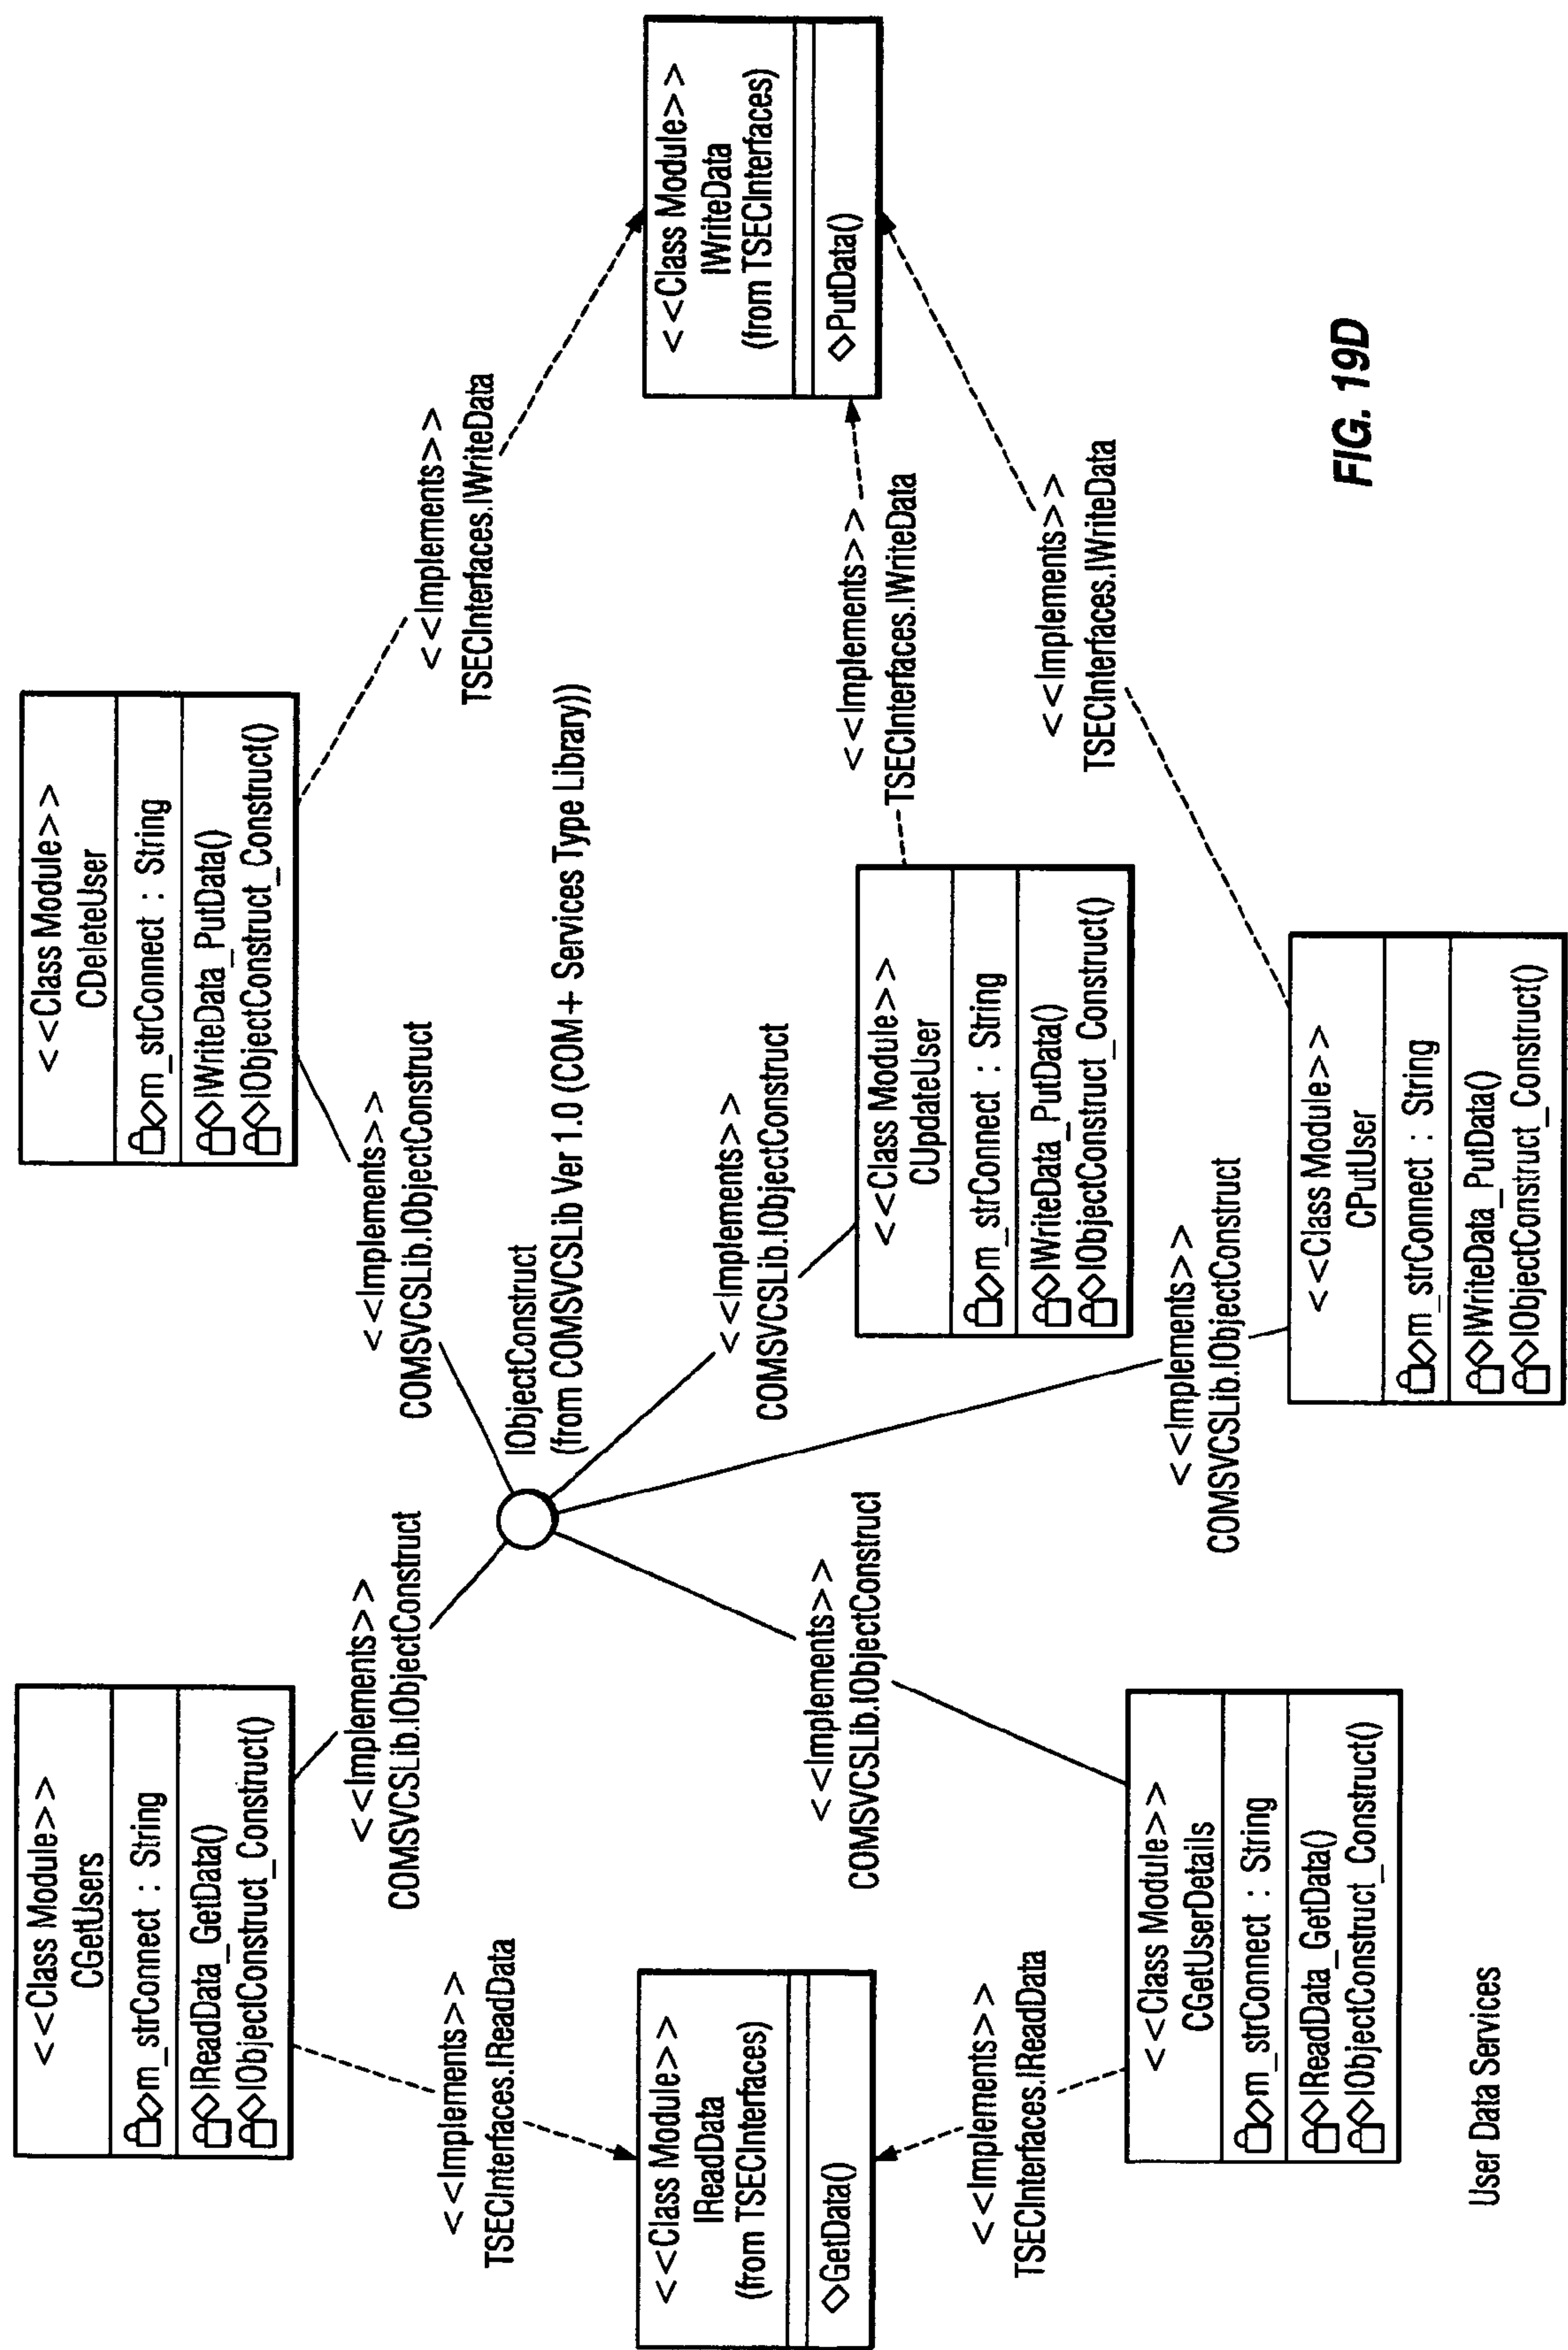 <<Class Module>>
CGetUsers
m_strConnect : String
IReadData_GetData()
IObjectConstruct_Construct()
<<Class Module>>
CDeleteUser
m_strConnect : String
IWriteData_PutData()
IObjectConstruct_Construct()
<<Implements>>
TSECInterfaces.IReadData
<<Implements>>
COMSVCSLib.IObjectConstruct
<<Implements>>
COMSVCSLib.IObjectConstruct
<<Implements>>
TSECInterfaces.IWriteData
IObjectConstruct
(from COMSVCSLib Ver 1.0 (COM+ Services Type Library))
<<Class Module>>
IReadData
(from TSECInterfaces)
GetData()
<<Class Module>>
IWriteData
(from TSECInterfaces)
PutData()
<<Implements>>
COMSVCSLib.IObjectConstruct
<<Implements>>
COMSVCSLib.IObjectConstruct
<<Implements>>
TSECInterfaces.IWriteData
<<Class Module>>
CUpdateUser
m_strConnect : String
IWriteData_PutData()
IObjectConstruct_Construct()
<<Implements>>
TSECInterfaces.IReadData
<<Implements>>
TSECInterfaces.IWriteData
<<Class Module>>
CGetUserDetails
m_strConnect : String
IReadData_GetData()
IObjectConstruct_Construct()
<<Implements>>
COMSVCSLib.IObjectConstruct
<<Class Module>>
CPutUser
m_strConnect : String
IWriteData_PutData()
IObjectConstruct_Construct()
User Data Services
FIG. 19D